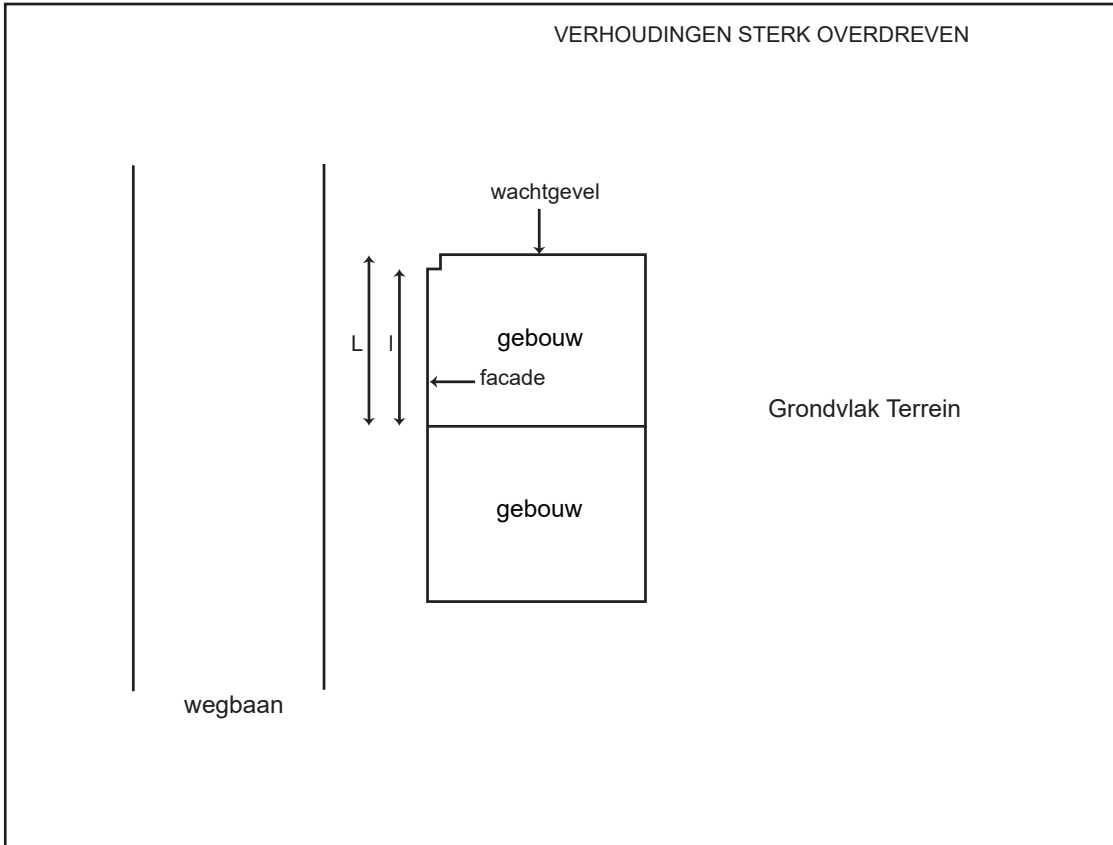 VERHOUDINGEN STERK OVERDREVEN
wachtgevel
L
l
gebouw
facade
Grondvlak Terrein
gebouw
wegbaan